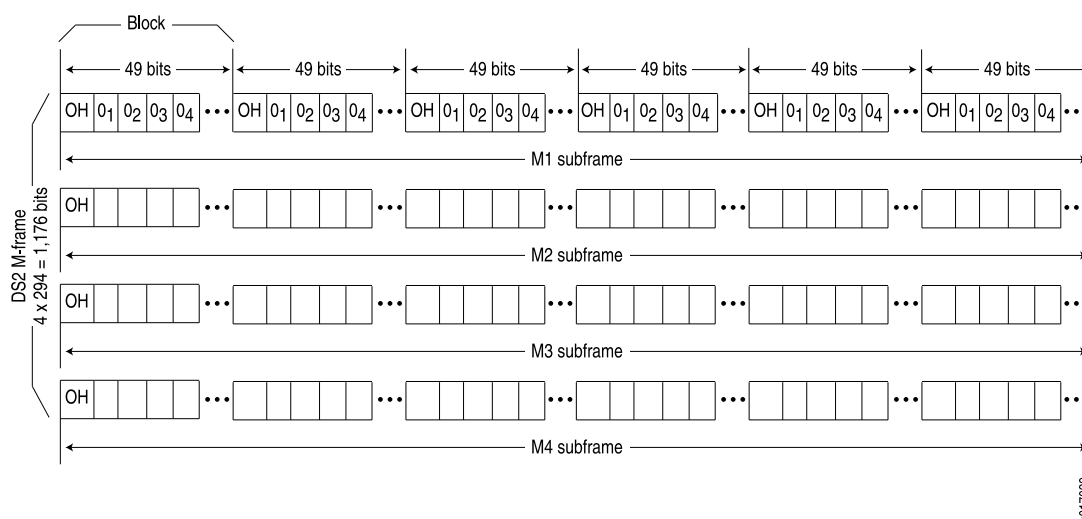 Block
49 bits 49 bits 49 bits 49 bits 49 bits 49 bits
OH 0₁ 0₂ 0₃ 0₄ ••• OH 0₁ 0₂ 0₃ 0₄ ••• OH 0₁ 0₂ 0₃ 0₄ ••• OH 0₁ 0₂ 0₃ 0₄ ••• OH 0₁ 0₂ 0₃ 0₄ ••• OH 0₁ 0₂ 0₃ 0₄ ••
M1 subframe
OH ••• ••• ••• ••• ••• ••
M2 subframe
OH ••• ••• ••• ••• ••• ••
M3 subframe
OH ••• ••• ••• ••• ••• ••
M4 subframe
DS2 M-frame
4 x 294 = 1,176 bits